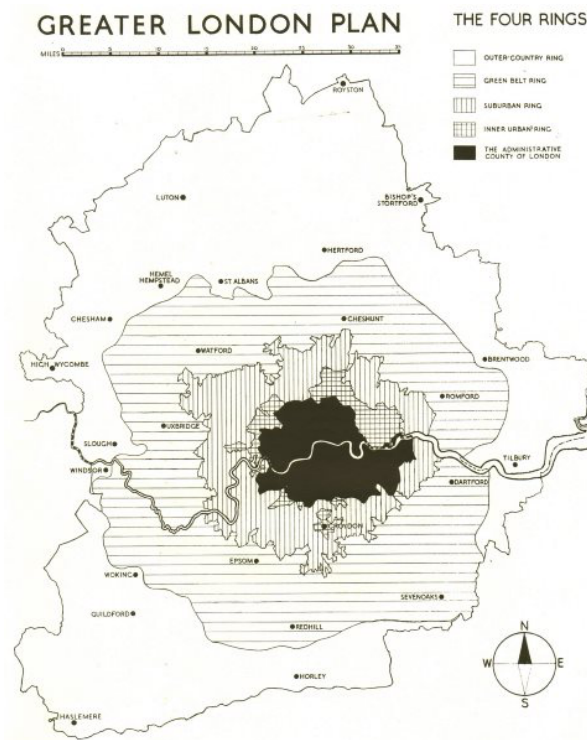 GREATER LONDON PLAN
MILES
THE FOUR RINGS
OUTER-COUNTRY RING
GREEN BELT RING
SUBURBAN RING
INNER URBAN RING
THE ADMINISTRATIVE
COUNTY OF LONDON
ROYSTON
LUTON
BISHOP'S
STORTFORD
HERTFORD
HEMEL
HEMPSTEAD
ST ALBANS
CHESHAM
CHESHUNT
WATFORD
HIGH WYCOMBE
BRENTWOOD
ROMFORD
UXBRIDGE
SLOUGH
WINDSOR
TILBURY
DARTFORD
CROYDON
EPSOM
WOKING
SEVENOAKS
GUILDFORD
REDHILL
HORLEY
HASLEMERE
N
W
E
S